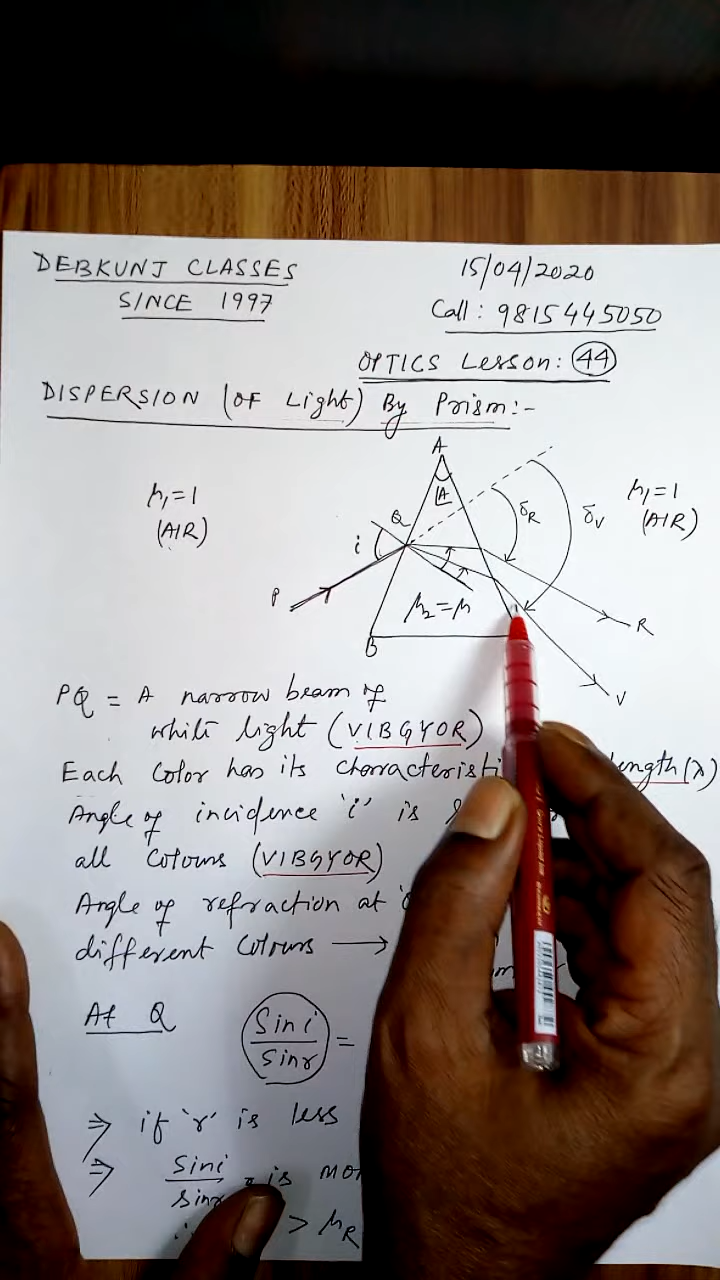 DEBKUNJ CLASSES
SINCE 1997
15/04/2020
Call: 9815445050
OPTICS Lesson: 44
DISPERSION (OF Light) By Prism:-
A
A
μ₁=1
(AIR)
μ₁=1
(AIR)
Q
i
δR
δV
P
μ₂=μ
R
B
V
PQ = A narrow beam of
white light (VIBGYOR)
Each Color has its characteristi length (λ)
Angle of incidence 'i' is
all colours (VIBGYOR)
Angle of refraction at
different Colours →
At Q
Sin i
Sin r
=
⇒ if 'r' is less
⇒ Sin i
Sin r
is
> μR